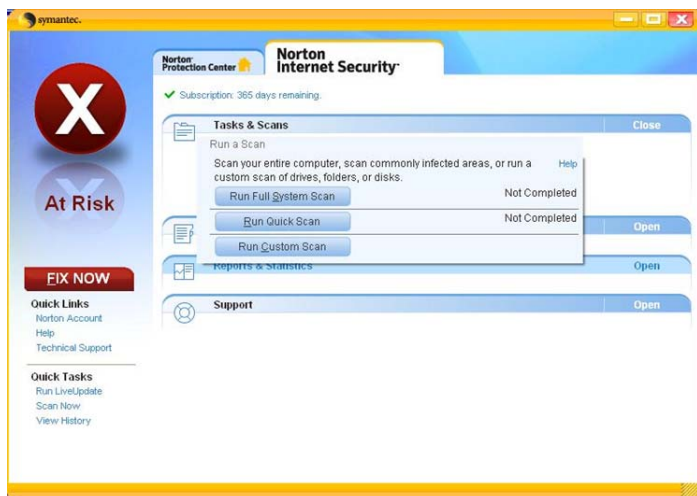 symantec.
Norton
Protection Center
Norton
Internet Security
Subscription: 365 days remaining.
Tasks & Scans
Close
Run a Scan
Scan your entire computer, scan commonly infected areas, or run a
custom scan of drives, folders, or disks.
Help
Run Full System Scan
Not Completed
Run Quick Scan
Not Completed
Run Custom Scan
Open
Reports & Statistics
Open
Support
Open
X
At Risk
FIX NOW
Quick Links
Norton Account
Help
Technical Support
Quick Tasks
Run LiveUpdate
Scan Now
View History